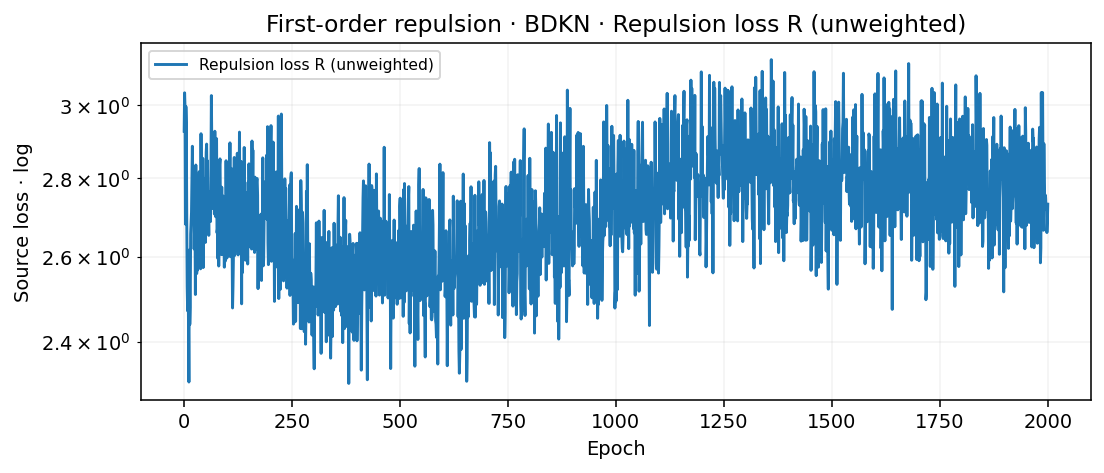 First-order repulsion · BDKN · Repulsion loss R (unweighted)
Repulsion loss R (unweighted)
Source loss · log
3 × 10⁰
2.8 × 10⁰
2.6 × 10⁰
2.4 × 10⁰
0 250 500 750 1000 1250 1500 1750 2000
Epoch